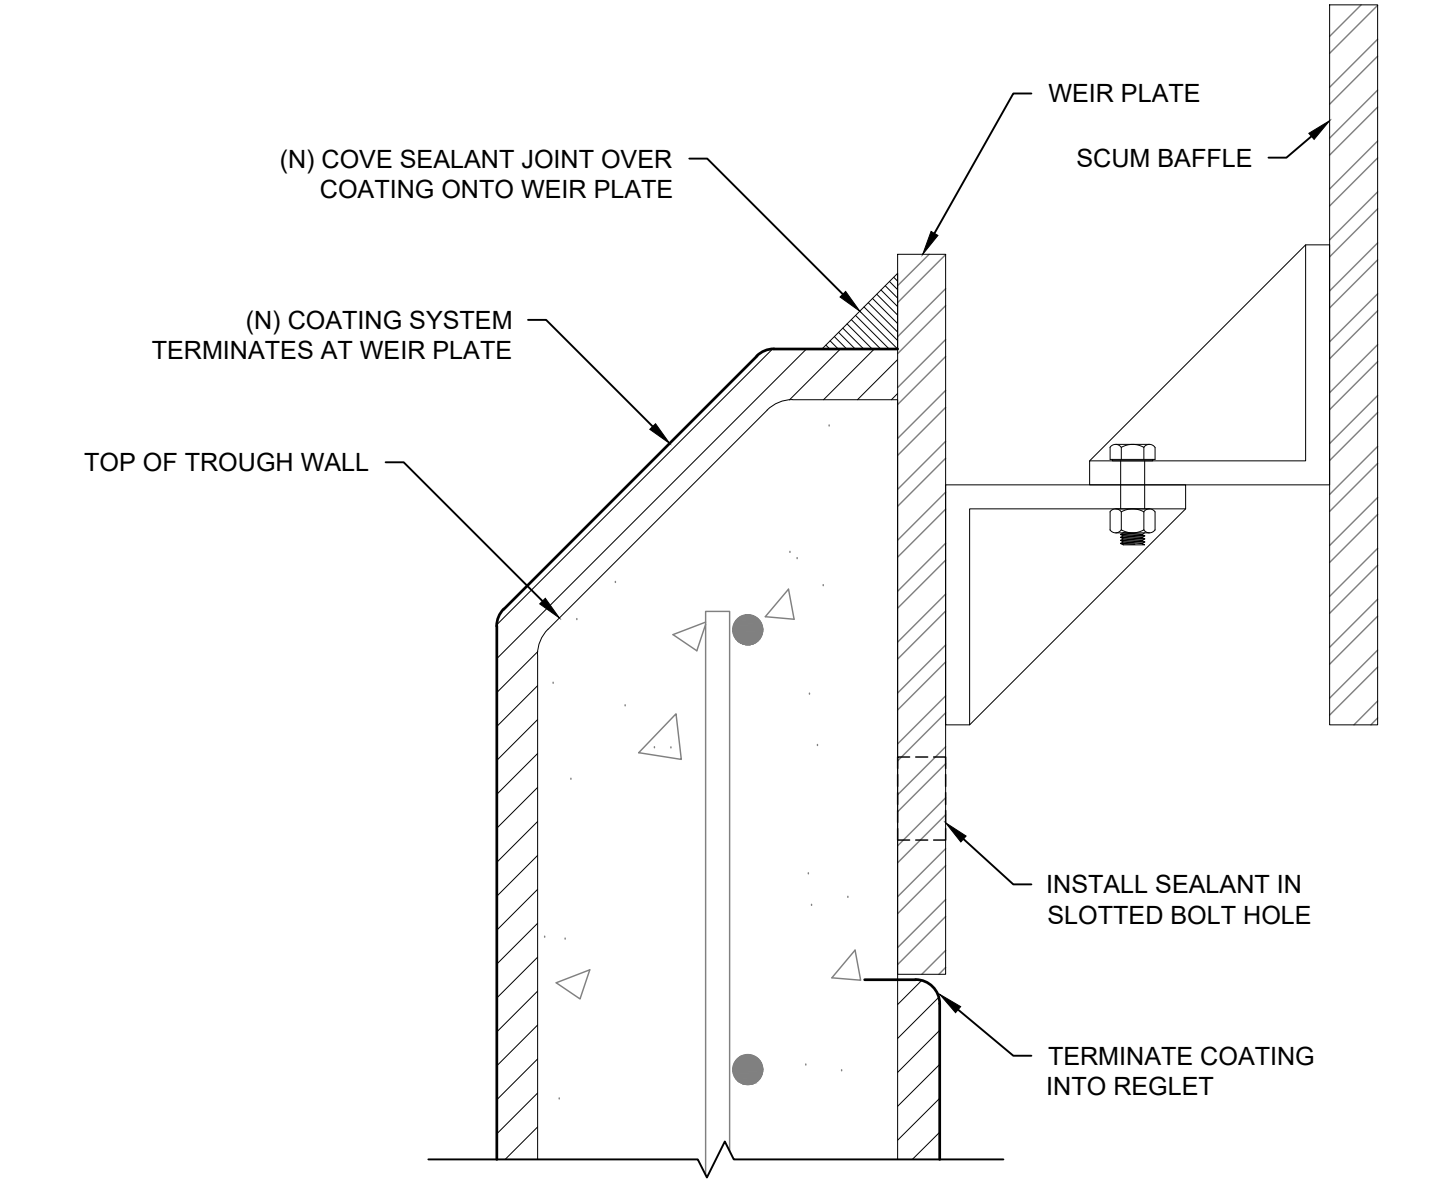 WEIR PLATE
(N) COVE SEALANT JOINT OVER
COATING ONTO WEIR PLATE
SCUM BAFFLE
(N) COATING SYSTEM
TERMINATES AT WEIR PLATE
TOP OF TROUGH WALL
INSTALL SEALANT IN
SLOTTED BOLT HOLE
TERMINATE COATING
INTO REGLET